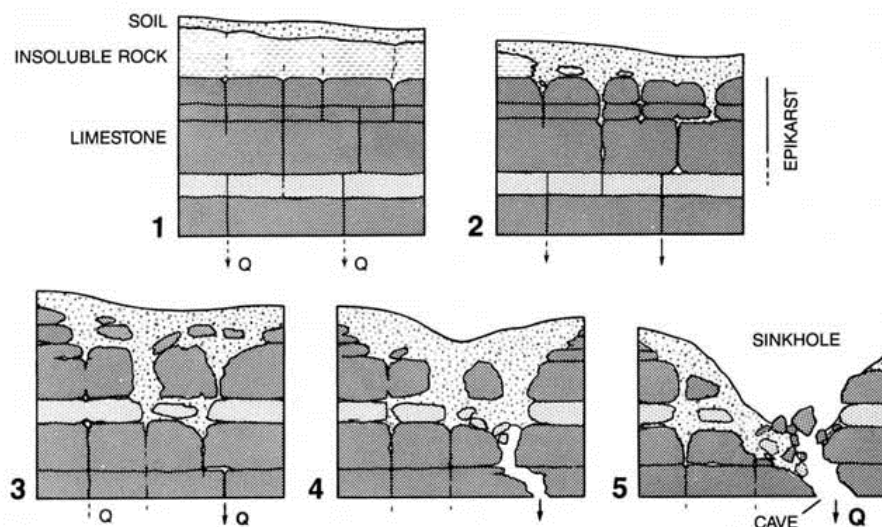 SOIL
INSOLUBLE ROCK
LIMESTONE
1
Q
Q
2
EPIKARST
3
Q
Q
4
5
SINKHOLE
CAVE
Q